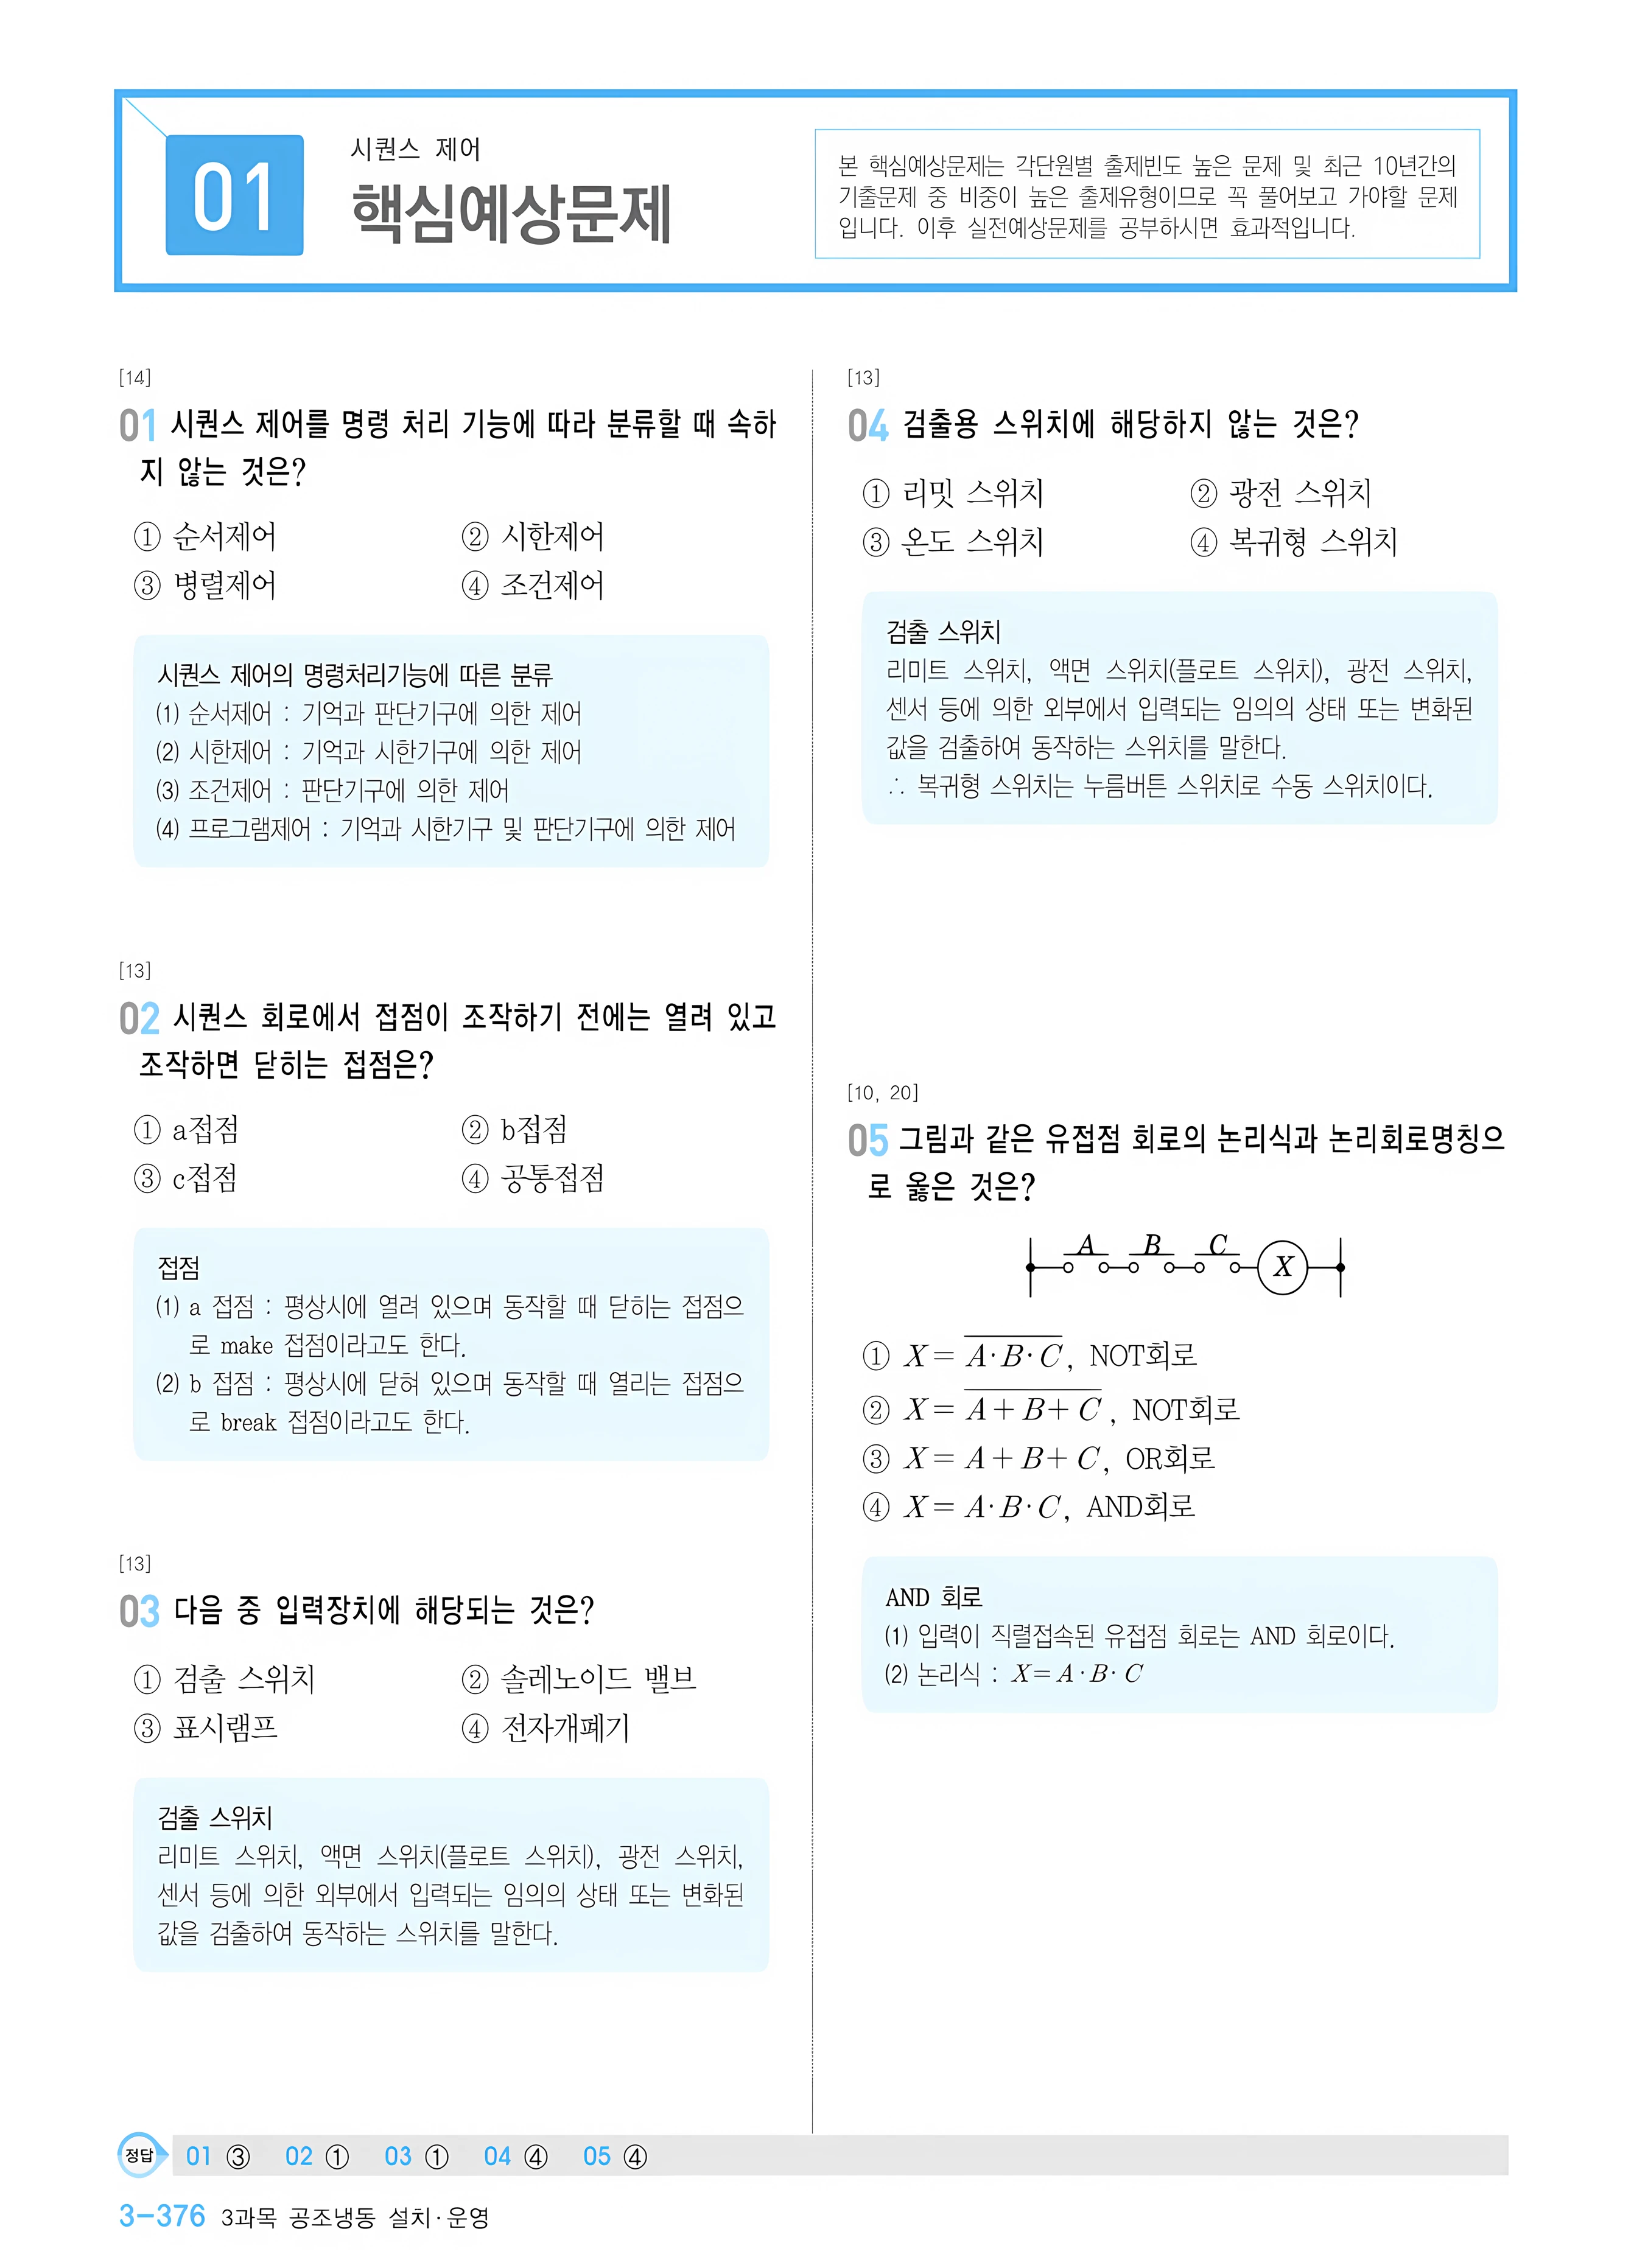 01
시퀀스 제어
핵심예상문제
본 핵심예상문제는 각단원별 출제빈도 높은 문제 및 최근 10년간의
기출문제 중 비중이 높은 출제유형이므로 꼭 풀어보고 가야할 문제
입니다. 이후 실전예상문제를 공부하시면 효과적입니다.
[14]
01 시퀀스 제어를 명령 처리 기능에 따라 분류할 때 속하
지 않는 것은?
① 순서제어 ② 시한제어
③ 병렬제어 ④ 조건제어
시퀀스 제어의 명령처리기능에 따른 분류
(1) 순서제어 : 기억과 판단기구에 의한 제어
(2) 시한제어 : 기억과 시한기구에 의한 제어
(3) 조건제어 : 판단기구에 의한 제어
(4) 프로그램제어 : 기억과 시한기구 및 판단기구에 의한 제어
[13]
02 시퀀스 회로에서 접점이 조작하기 전에는 열려 있고
조작하면 닫히는 접점은?
① a접점 ② b접점
③ c접점 ④ 공통접점
접점
(1) a 접점 : 평상시에 열려 있으며 동작할 때 닫히는 접점으
로 make 접점이라고도 한다.
(2) b 접점 : 평상시에 닫혀 있으며 동작할 때 열리는 접점으
로 break 접점이라고도 한다.
[13]
03 다음 중 입력장치에 해당되는 것은?
① 검출 스위치 ② 솔레노이드 밸브
③ 표시램프 ④ 전자개폐기
검출 스위치
리미트 스위치, 액면 스위치(플로트 스위치), 광전 스위치,
센서 등에 의한 외부에서 입력되는 임의의 상태 또는 변화된
값을 검출하여 동작하는 스위치를 말한다.
[13]
04 검출용 스위치에 해당하지 않는 것은?
① 리밋 스위치 ② 광전 스위치
③ 온도 스위치 ④ 복귀형 스위치
검출 스위치
리미트 스위치, 액면 스위치(플로트 스위치), 광전 스위치,
센서 등에 의한 외부에서 입력되는 임의의 상태 또는 변화된
값을 검출하여 동작하는 스위치를 말한다.
∴ 복귀형 스위치는 누름버튼 스위치로 수동 스위치이다.
[10, 20]
05 그림과 같은 유접점 회로의 논리식과 논리회로명칭으
로 옳은 것은?
A B C X
① X = \overline{A·B·C}, NOT회로
② X = \overline{A+B+C}, NOT회로
③ X = A+B+C, OR회로
④ X = A·B·C, AND회로
AND 회로
(1) 입력이 직렬접속된 유접점 회로는 AND 회로이다.
(2) 논리식 : X=A·B·C
정답 01 ③ 02 ① 03 ① 04 ④ 05 ④
3-376 3과목 공조냉동 설치·운영